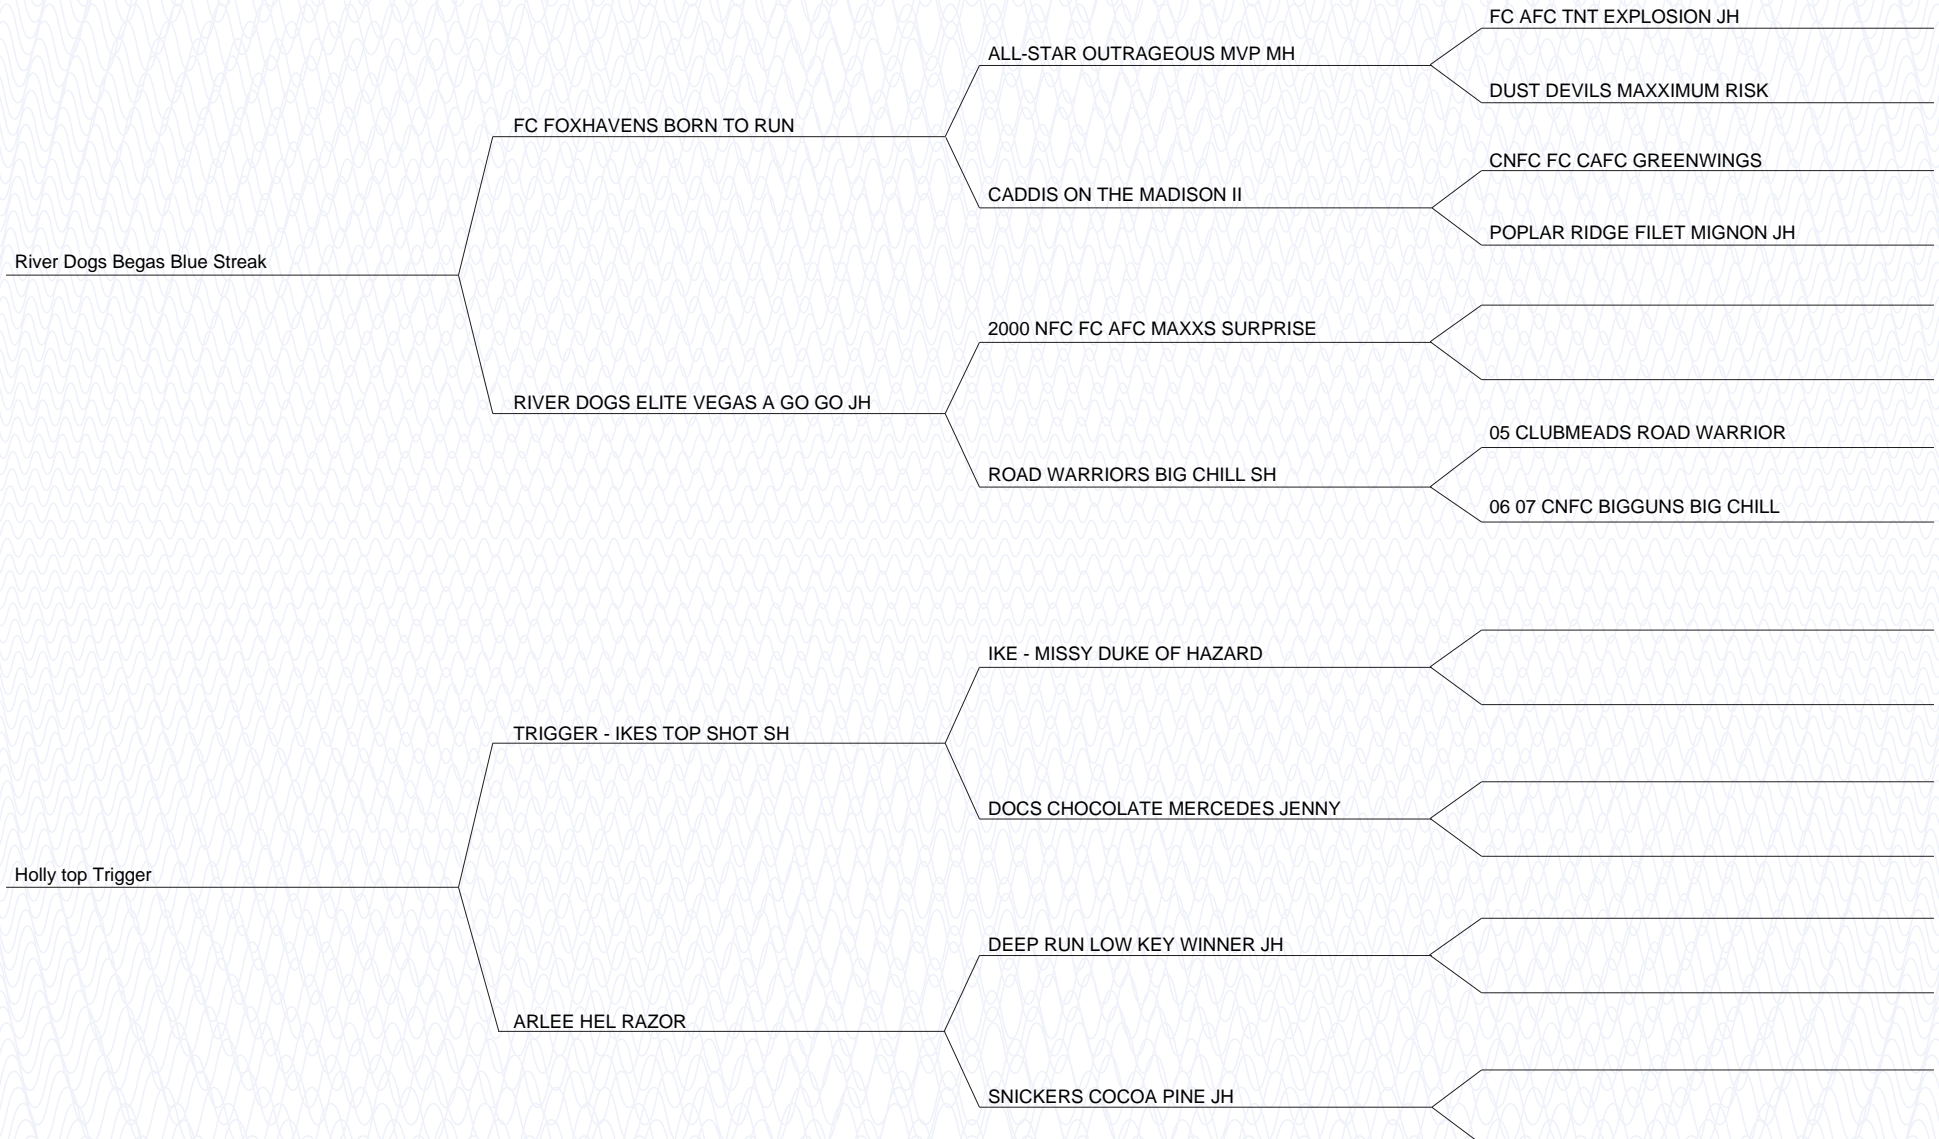 FC AFC TNT EXPLOSION JH
ALL-STAR OUTRAGEOUS MVP MH
DUST DEVILS MAXXIMUM RISK
FC FOXHAVENS BORN TO RUN
CNFC FC CAFC GREENWINGS
CADDIS ON THE MADISON II
POPLAR RIDGE FILET MIGNON JH
River Dogs Begas Blue Streak
2000 NFC FC AFC MAXXS SURPRISE
RIVER DOGS ELITE VEGAS A GO GO JH
05 CLUBMEADS ROAD WARRIOR
ROAD WARRIORS BIG CHILL SH
06 07 CNFC BIGGUNS BIG CHILL
IKE - MISSY DUKE OF HAZARD
TRIGGER - IKES TOP SHOT SH
DOCS CHOCOLATE MERCEDES JENNY
Holly top Trigger
DEEP RUN LOW KEY WINNER JH
ARLEE HEL RAZOR
SNICKERS COCOA PINE JH